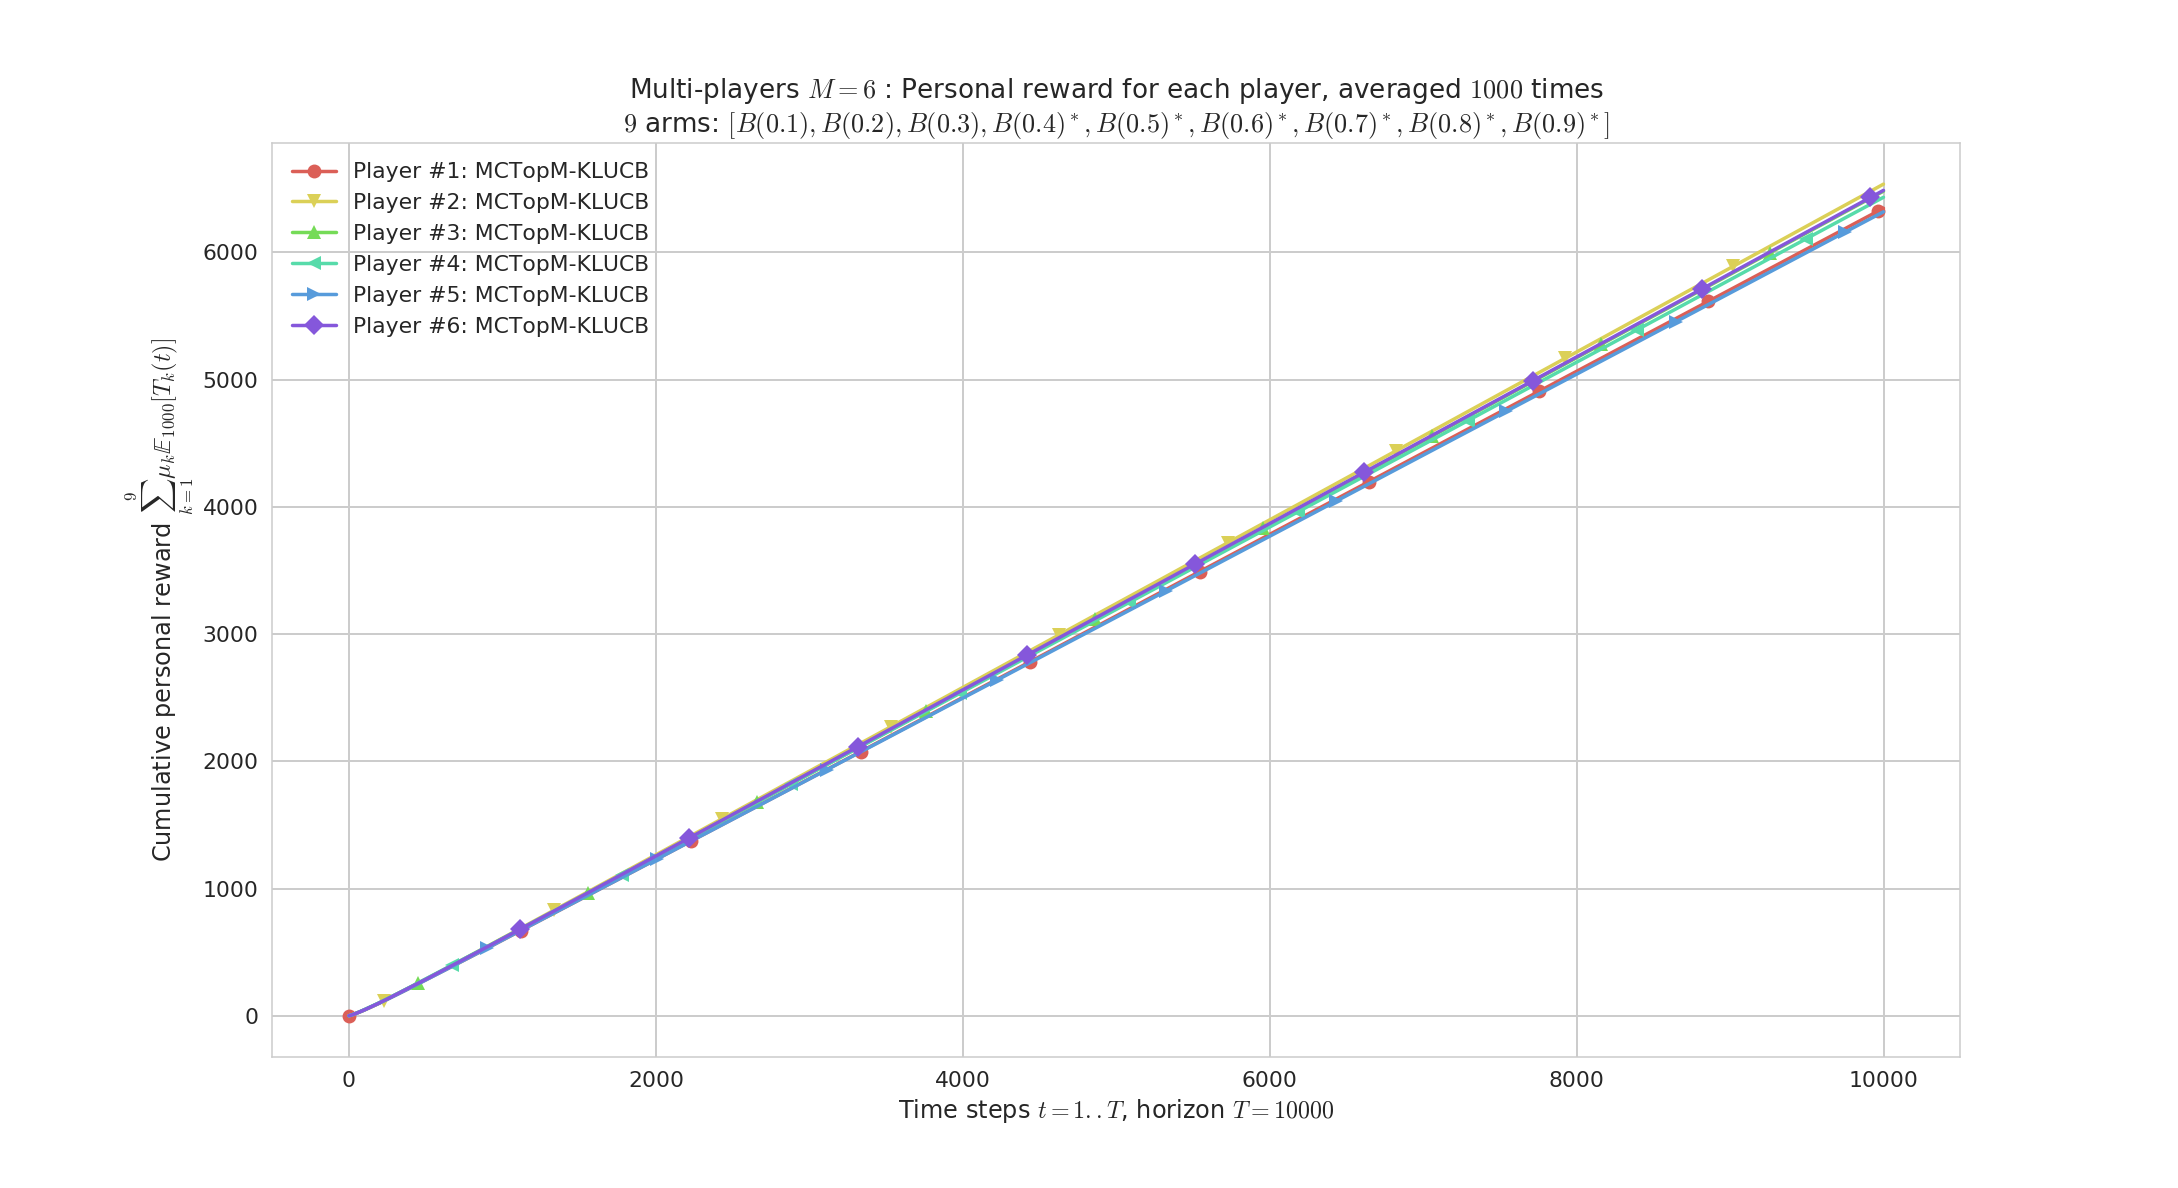 Multi-players M = 6 : Personal reward for each player, averaged 1000 times
9 arms: [B(0.1), B(0.2), B(0.3), B(0.4)*, B(0.5)*, B(0.6)*, B(0.7)*, B(0.8)*, B(0.9)*]
Player #1: MCTopM-KLUCB
Player #2: MCTopM-KLUCB
Player #3: MCTopM-KLUCB
Player #4: MCTopM-KLUCB
Player #5: MCTopM-KLUCB
Player #6: MCTopM-KLUCB
Cumulative personal reward ∑_{k=1}^{9} μ_k 𝔼_{1000}[T_k(t)]
6000
5000
4000
3000
2000
1000
0
0 2000 4000 6000 8000 10000
Time steps t = 1..T, horizon T = 10000